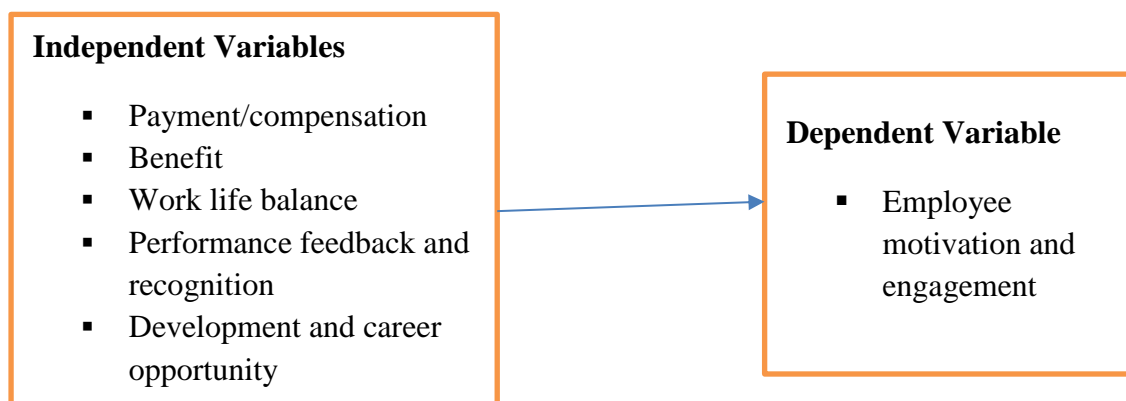 Independent Variables
▪ Payment/compensation
▪ Benefit
▪ Work life balance
▪ Performance feedback and
recognition
▪ Development and career
opportunity
Dependent Variable
▪ Employee
motivation and
engagement